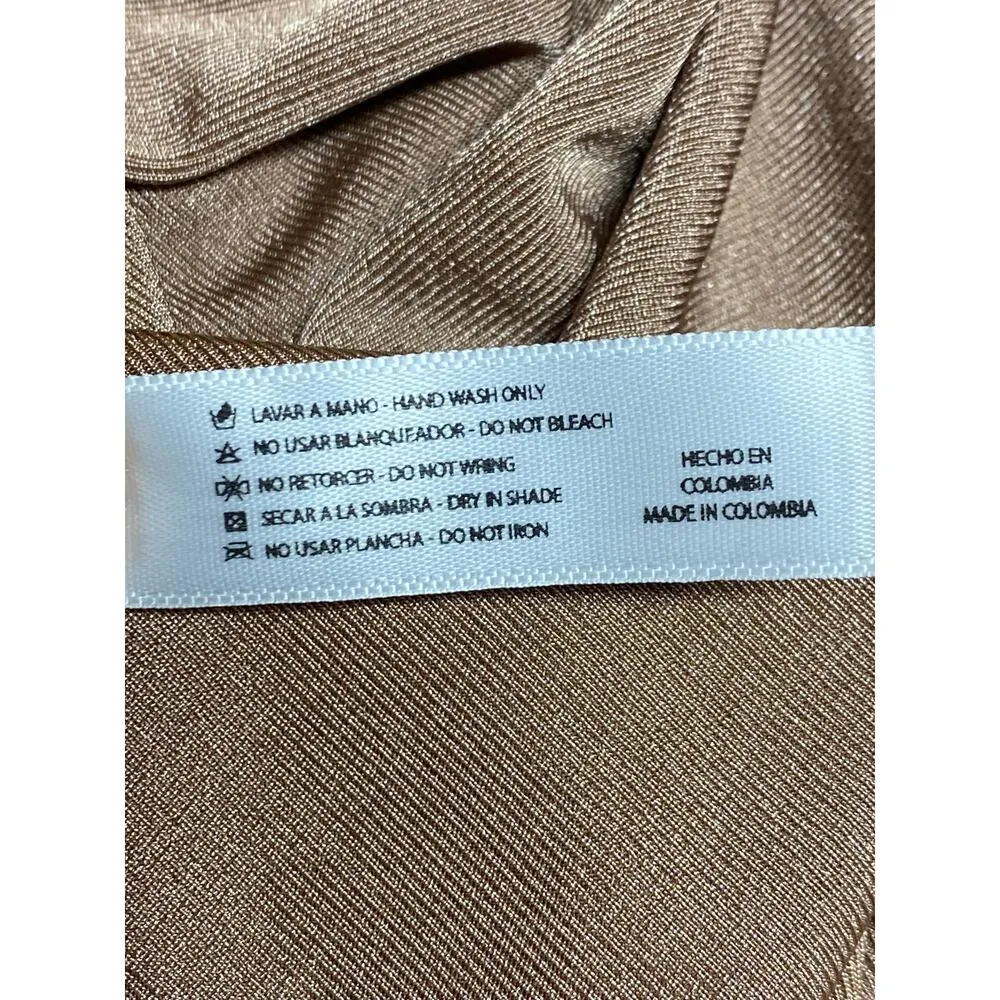 LAVAR A MANO - HAND WASH ONLY
NO USAR BLANQUEADOR - DO NOT BLEACH
NO RETORCER - DO NOT WRING
SECAR A LA SOMBRA - DRY IN SHADE
NO USAR PLANCHA - DO NOT IRON
HECHO EN
COLOMBIA
MADE IN COLOMBIA